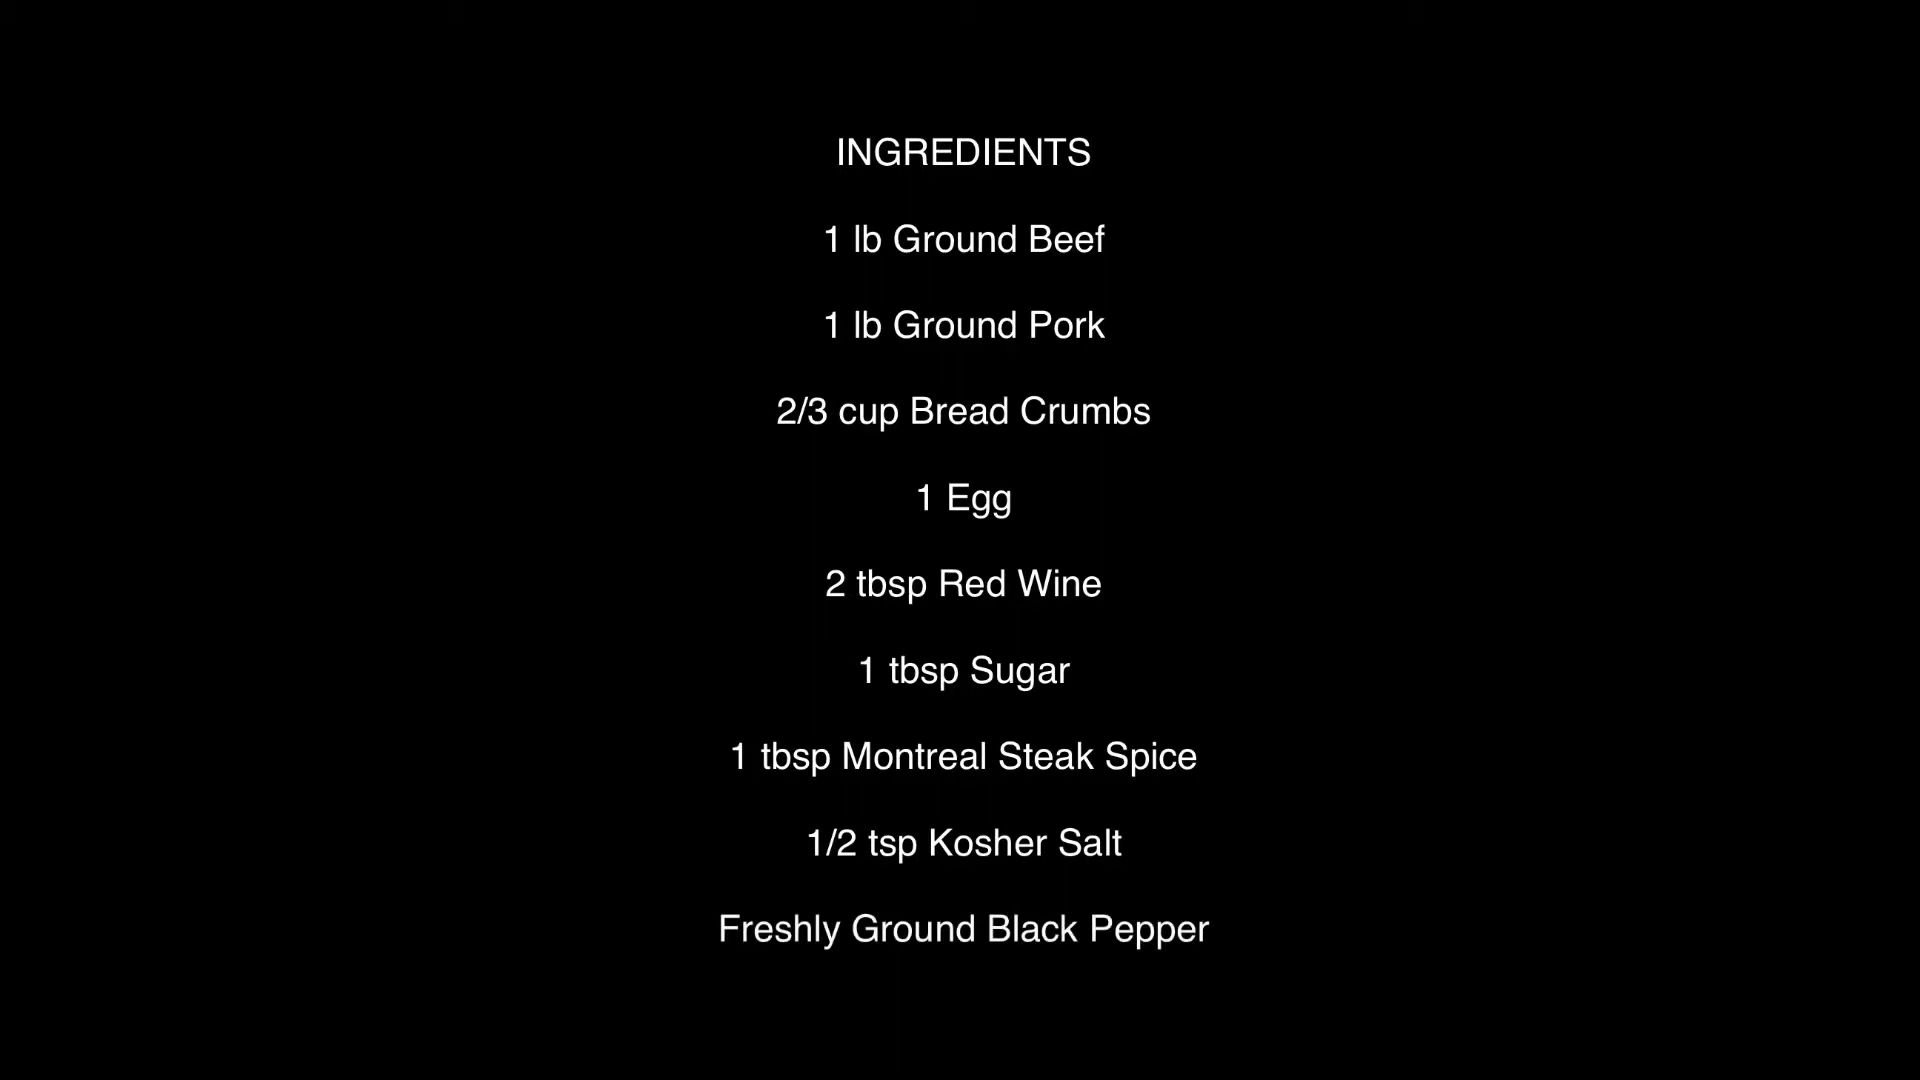 INGREDIENTS
1 lb Ground Beef
1 lb Ground Pork
2/3 cup Bread Crumbs
1 Egg
2 tbsp Red Wine
1 tbsp Sugar
1 tbsp Montreal Steak Spice
1/2 tsp Kosher Salt
Freshly Ground Black Pepper